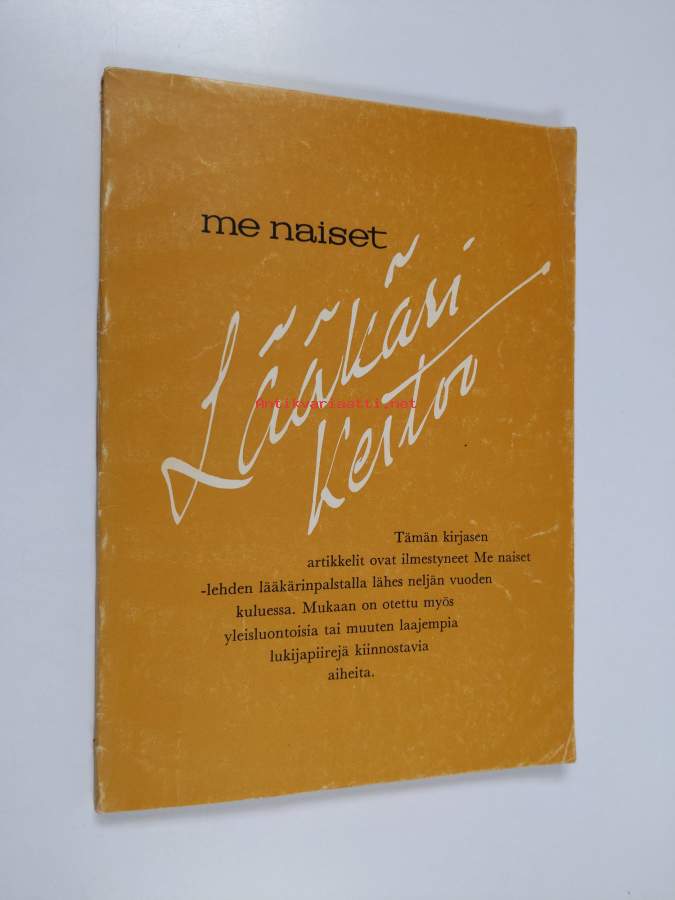 me naiset
Lääkäri
kertoo
Antikvariaatti.net
Tämän kirjasen
artikkelit ovat ilmestyneet Me naiset
-lehden lääkärinpalstalla lähes neljän vuoden
kuluessa. Mukaan on otettu myös
yleisluontoisia tai muuten laajempia
lukijapiirejä kiinnostavia
aiheita.